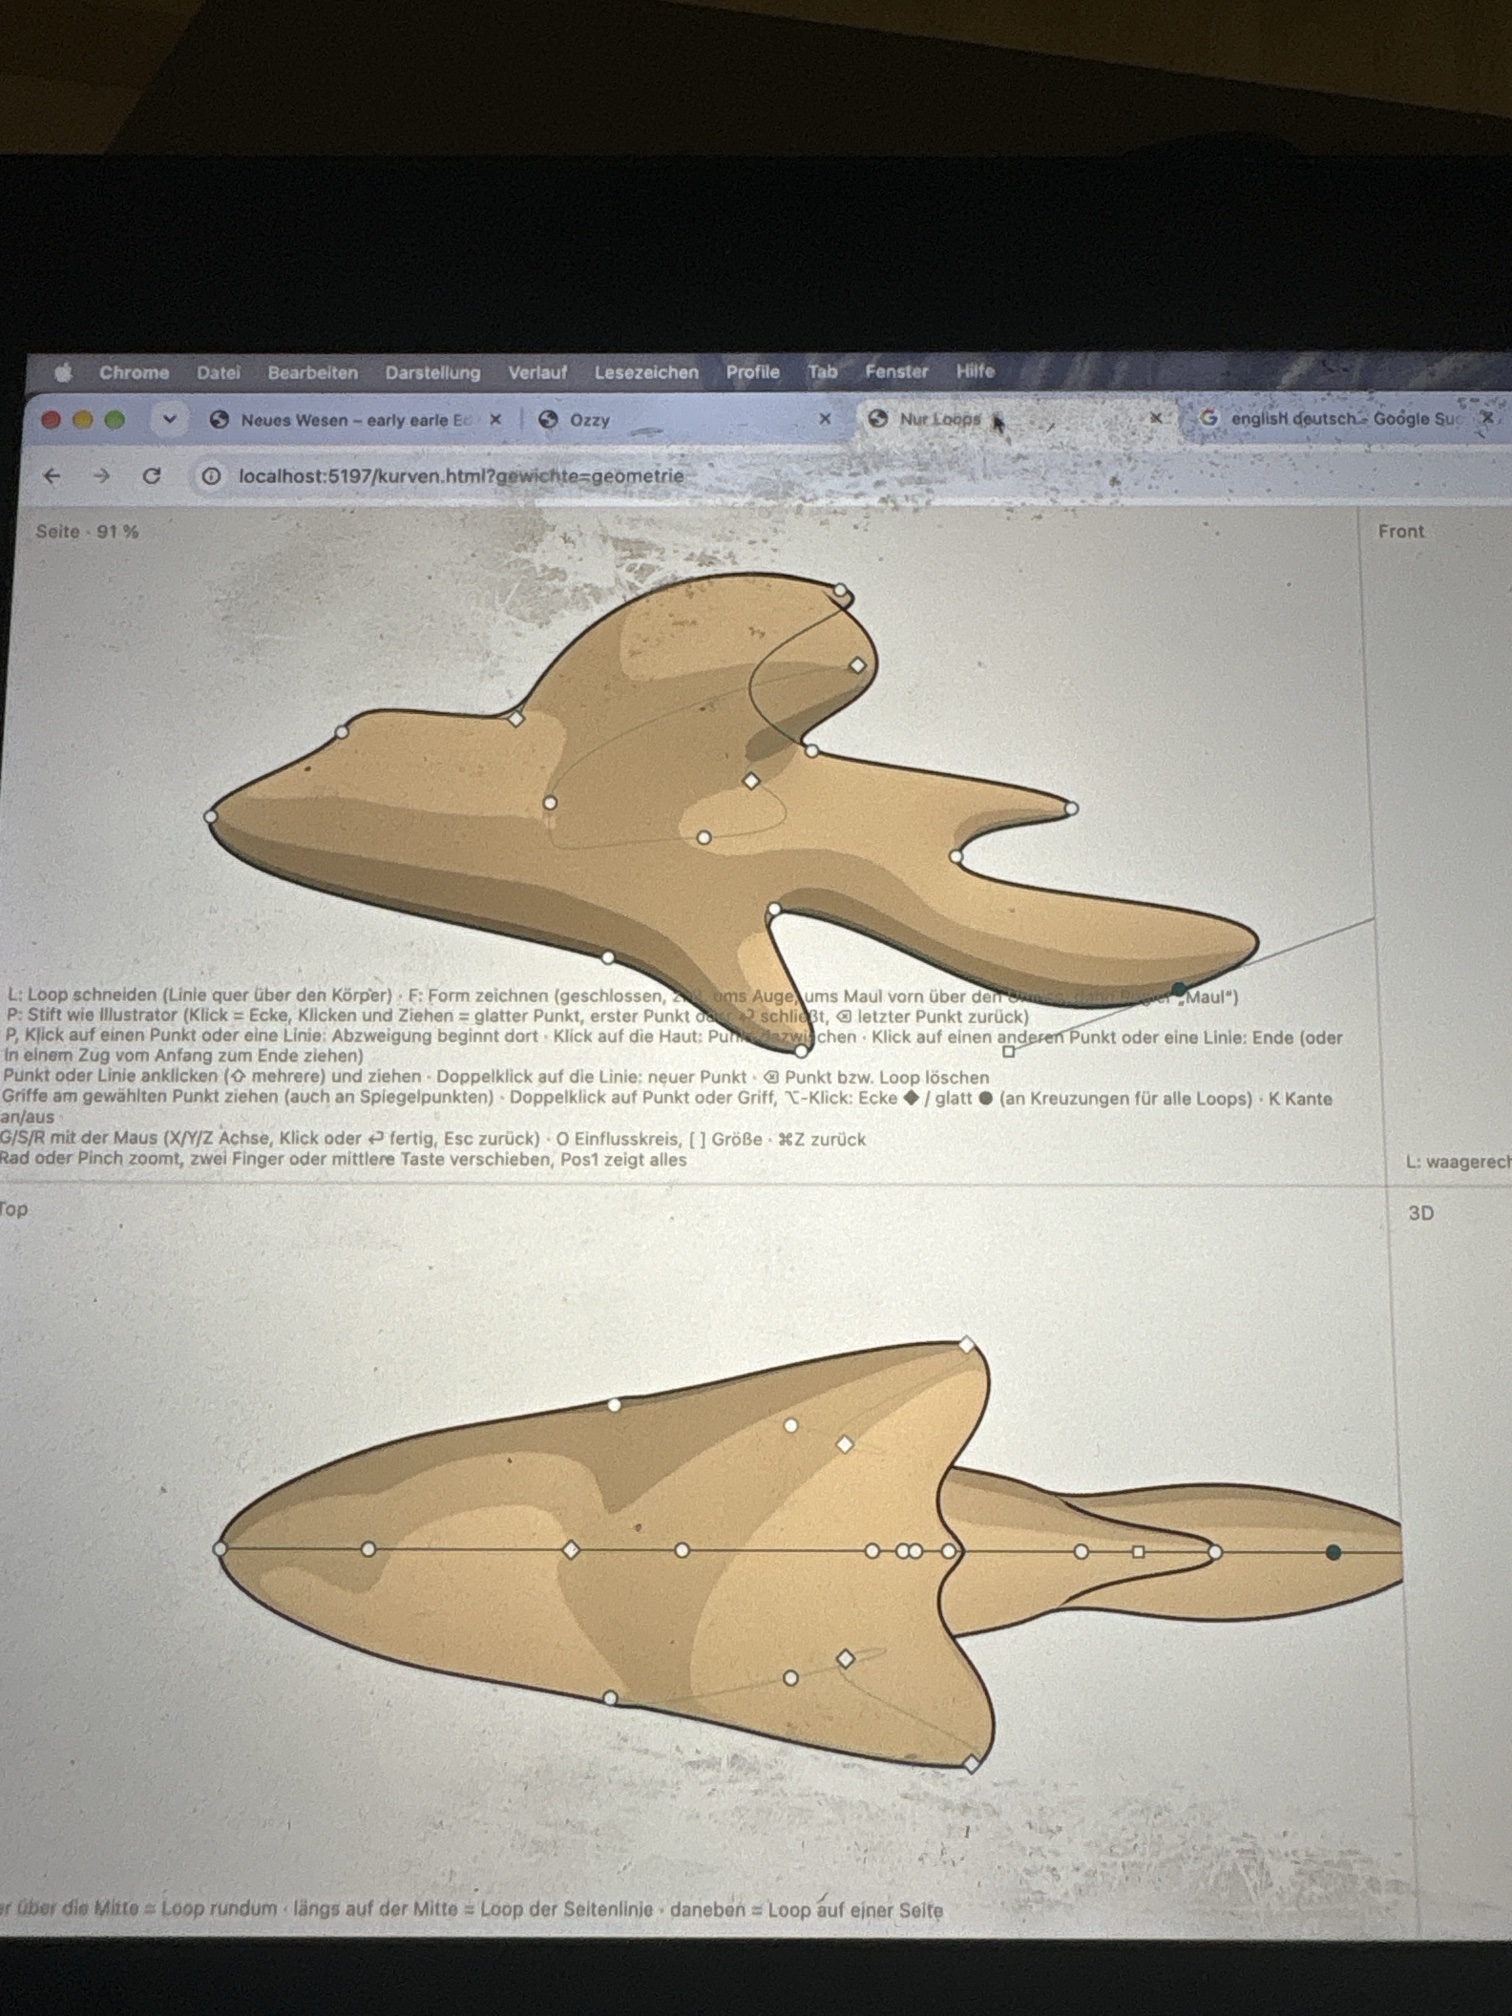 Chrome Datei Bearbeiten Darstellung Verlauf Lesezeichen Profile Tab Fenster Hilfe
Neues Wesen – early earle Ozzy Nur Loops english deutsch - Google
localhost:5197/kurven.html?gewichte=geometrie
Seite · 91 % Front
L: Loop schneiden (Linie quer über den Körper) · F: Form zeichnen (geschlossen, ums Auge, ums Maul vorn über den „Maul“)
P: Stift wie Illustrator (Klick = Ecke, Klicken und Ziehen = glatter Punkt, erster Punkt oder ⏎ schließt, ⌫ letzter Punkt zurück)
P, Klick auf einen Punkt oder eine Linie: Abzweigung beginnt dort · Klick auf die Haut: Punkt dazwischen · Klick auf einen anderen Punkt oder eine Linie: Ende (oder
in einem Zug vom Anfang zum Ende ziehen)
Punkt oder Linie anklicken (⇧ mehrere) und ziehen · Doppelklick auf die Linie: neuer Punkt · ⌫ Punkt bzw. Loop löschen
Griffe am gewählten Punkt ziehen (auch an Spiegelpunkten) · Doppelklick auf Punkt oder Griff, ⌥-Klick: Ecke ◆ / glatt ● (an Kreuzungen für alle Loops) · K Kante
an/aus
G/S/R mit der Maus (X/Y/Z Achse, Klick oder ⏎ fertig, Esc zurück) · O Einflusskreis, [ ] Größe · ⌘Z zurück
Rad oder Pinch zoomt, zwei Finger oder mittlere Taste verschieben, Pos1 zeigt alles
L: waagerech
Top 3D
er über die Mitte = Loop rundum · längs auf der Mitte = Loop der Seitenlinie · daneben = Loop auf einer Seite